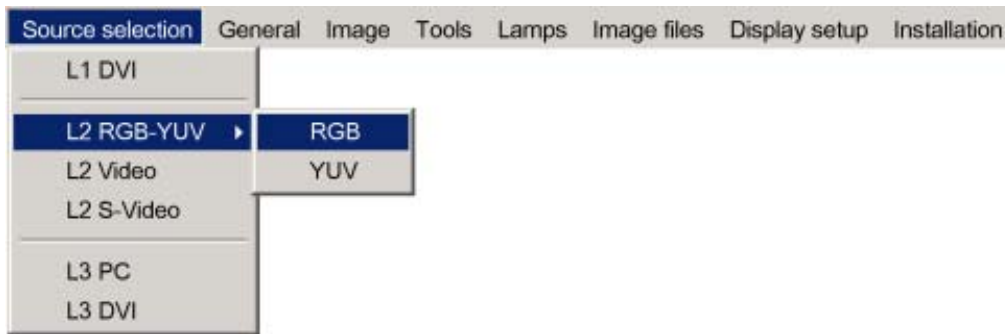 Source selection General Image Tools Lamps Image files Display setup Installation
L1 DVI
L2 RGB-YUV RGB
L2 Video YUV
L2 S-Video
L3 PC
L3 DVI